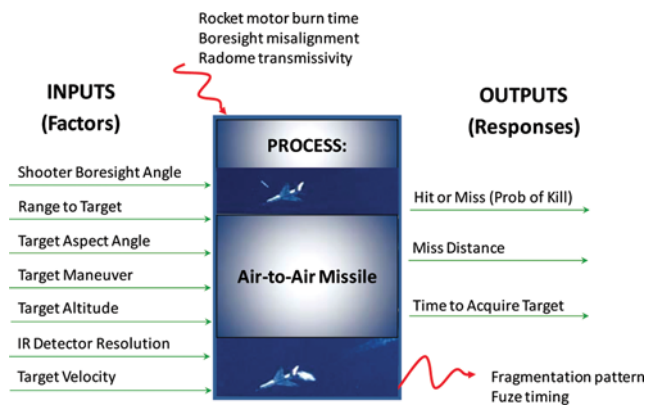 Rocket motor burn time
Boresight misalignment
Radome transmissivity
INPUTS
(Factors)
Shooter Boresight Angle
Range to Target
Target Aspect Angle
Target Maneuver
Target Altitude
IR Detector Resolution
Target Velocity
PROCESS:
Air-to-Air Missile
OUTPUTS
(Responses)
Hit or Miss (Prob of Kill)
Miss Distance
Time to Acquire Target
Fragmentation pattern
Fuze timing